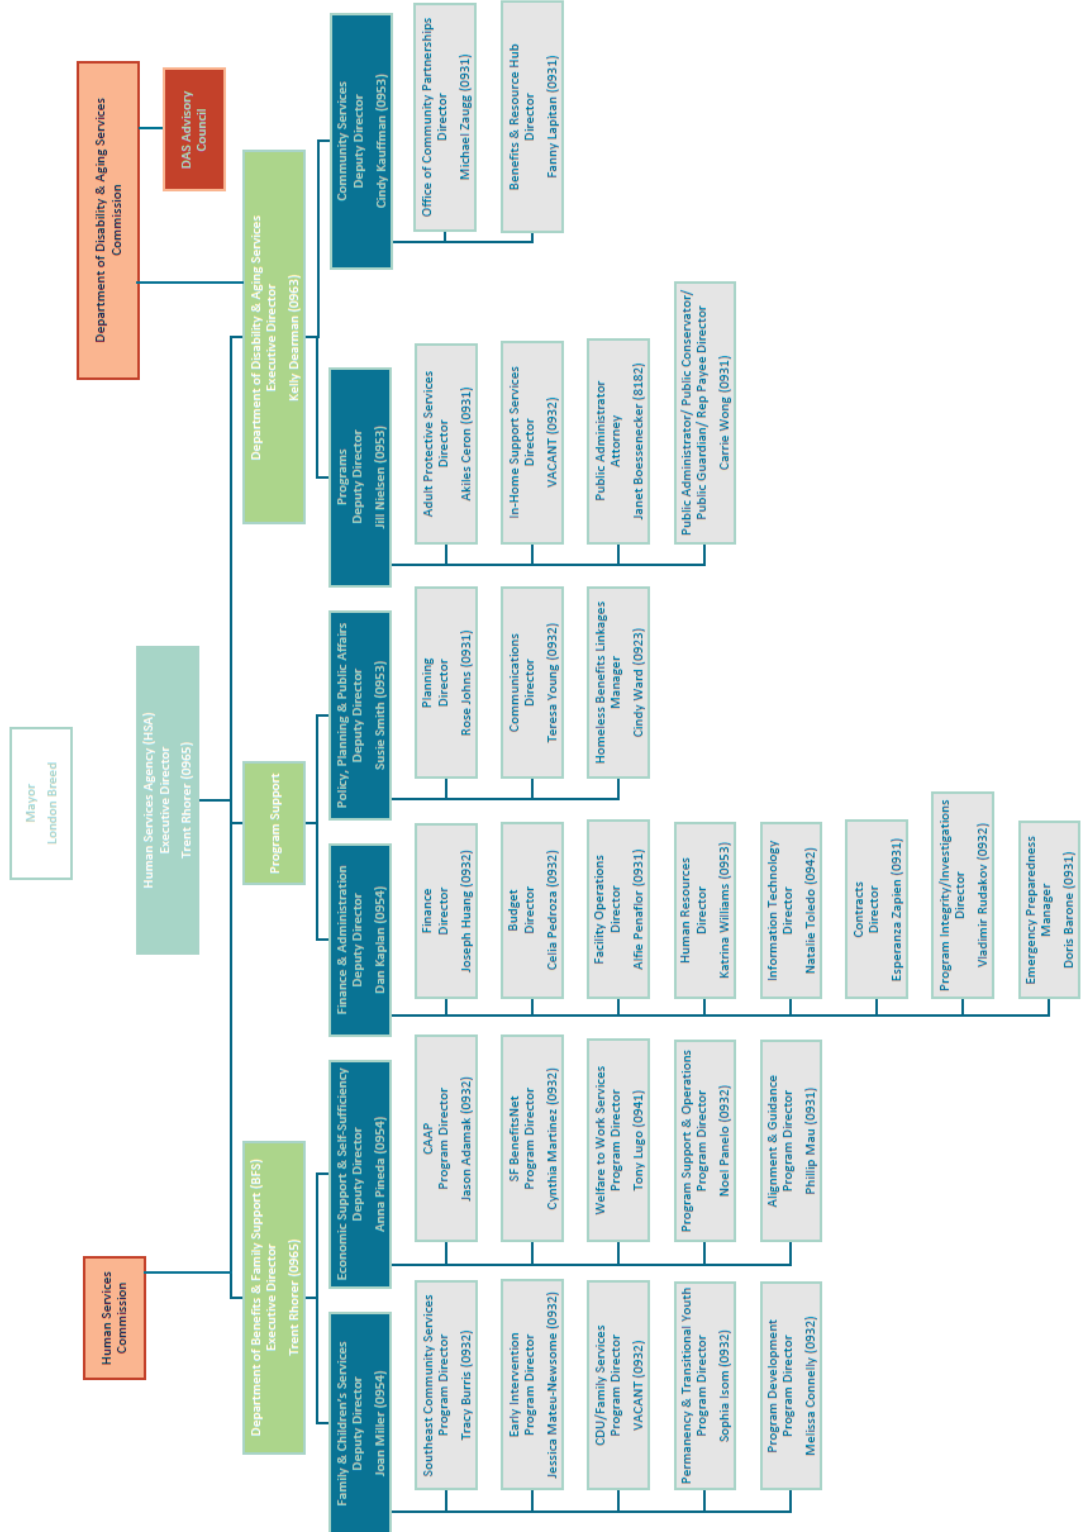 Mayor
London Breed
Human Services Agency (HSA)
Executive Director
Trent Rhorer (0965)
Human Services
Commission
Department of Disability & Aging Services
Commission
DAS Advisory
Council
Department of Benefits & Family Support (BFS)
Executive Director
Trent Rhorer (0965)
Program Support
Department of Disability & Aging Services
Executive Director
Kelly Dearman (0963)
Family & Children's Services
Deputy Director
Joan Miller (0954)
Southeast Community Services
Program Director
Tracy Burris (0932)
Early Intervention
Program Director
Jessica Mateu-Newsome (0932)
CDU/Family Services
Program Director
VACANT (0932)
Permanency & Transitional Youth
Program Director
Sophia Isom (0932)
Program Development
Program Director
Melissa Connelly (0932)
Economic Support & Self-Sufficiency
Deputy Director
Anna Pineda (0954)
CAAP
Program Director
Jason Adamak (0932)
SF BenefitsNet
Program Director
Cynthia Martinez (0932)
Welfare to Work Services
Program Director
Tony Lugo (0941)
Program Support & Operations
Program Director
Noel Panelo (0932)
Alignment & Guidance
Program Director
Phillip Mau (0931)
Finance & Administration
Deputy Director
Dan Kaplan (0954)
Finance
Director
Joseph Huang (0932)
Budget
Director
Celia Pedroza (0932)
Facility Operations
Director
Alfie Penaflor (0931)
Human Resources
Director
Katrina Williams (0953)
Information Technology
Director
Natalie Toledo (0942)
Contracts
Director
Esperanza Zapien (0931)
Program Integrity/Investigations
Director
Vladimir Rudakov (0932)
Emergency Preparedness
Manager
Doris Barone (0931)
Policy, Planning & Public Affairs
Deputy Director
Susie Smith (0953)
Planning
Director
Rose Johns (0931)
Communications
Director
Teresa Young (0932)
Homeless Benefits Linkages
Manager
Cindy Ward (0923)
Programs
Deputy Director
Jill Nielsen (0953)
Adult Protective Services
Director
Akiles Ceron (0931)
In-Home Support Services
Director
VACANT (0932)
Public Administrator
Attorney
Janet Boessenecker (8182)
Public Administrator/ Public Conservator/
Public Guardian/ Rep Payee Director
Carrie Wong (0931)
Community Services
Deputy Director
Cindy Kauffman (0953)
Office of Community Partnerships
Director
Michael Zaugg (0931)
Benefits & Resource Hub
Director
Fanny Lapitan (0931)